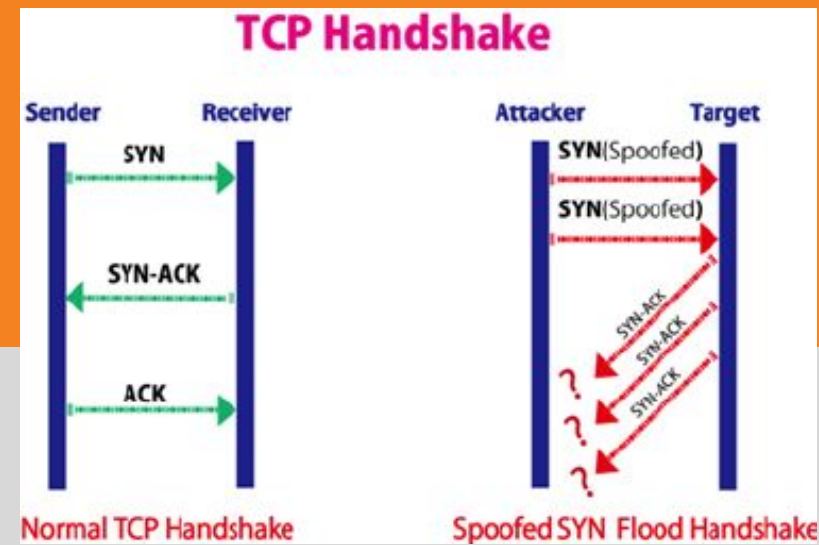 TCP Handshake
Sender Receiver
SYN
SYN-ACK
ACK
Normal TCP Handshake
Attacker Target
SYN(Spoofed)
SYN(Spoofed)
SYN-ACK
SYN-ACK
SYN-ACK
?
?
?
Spoofed SYN Flood Handshake